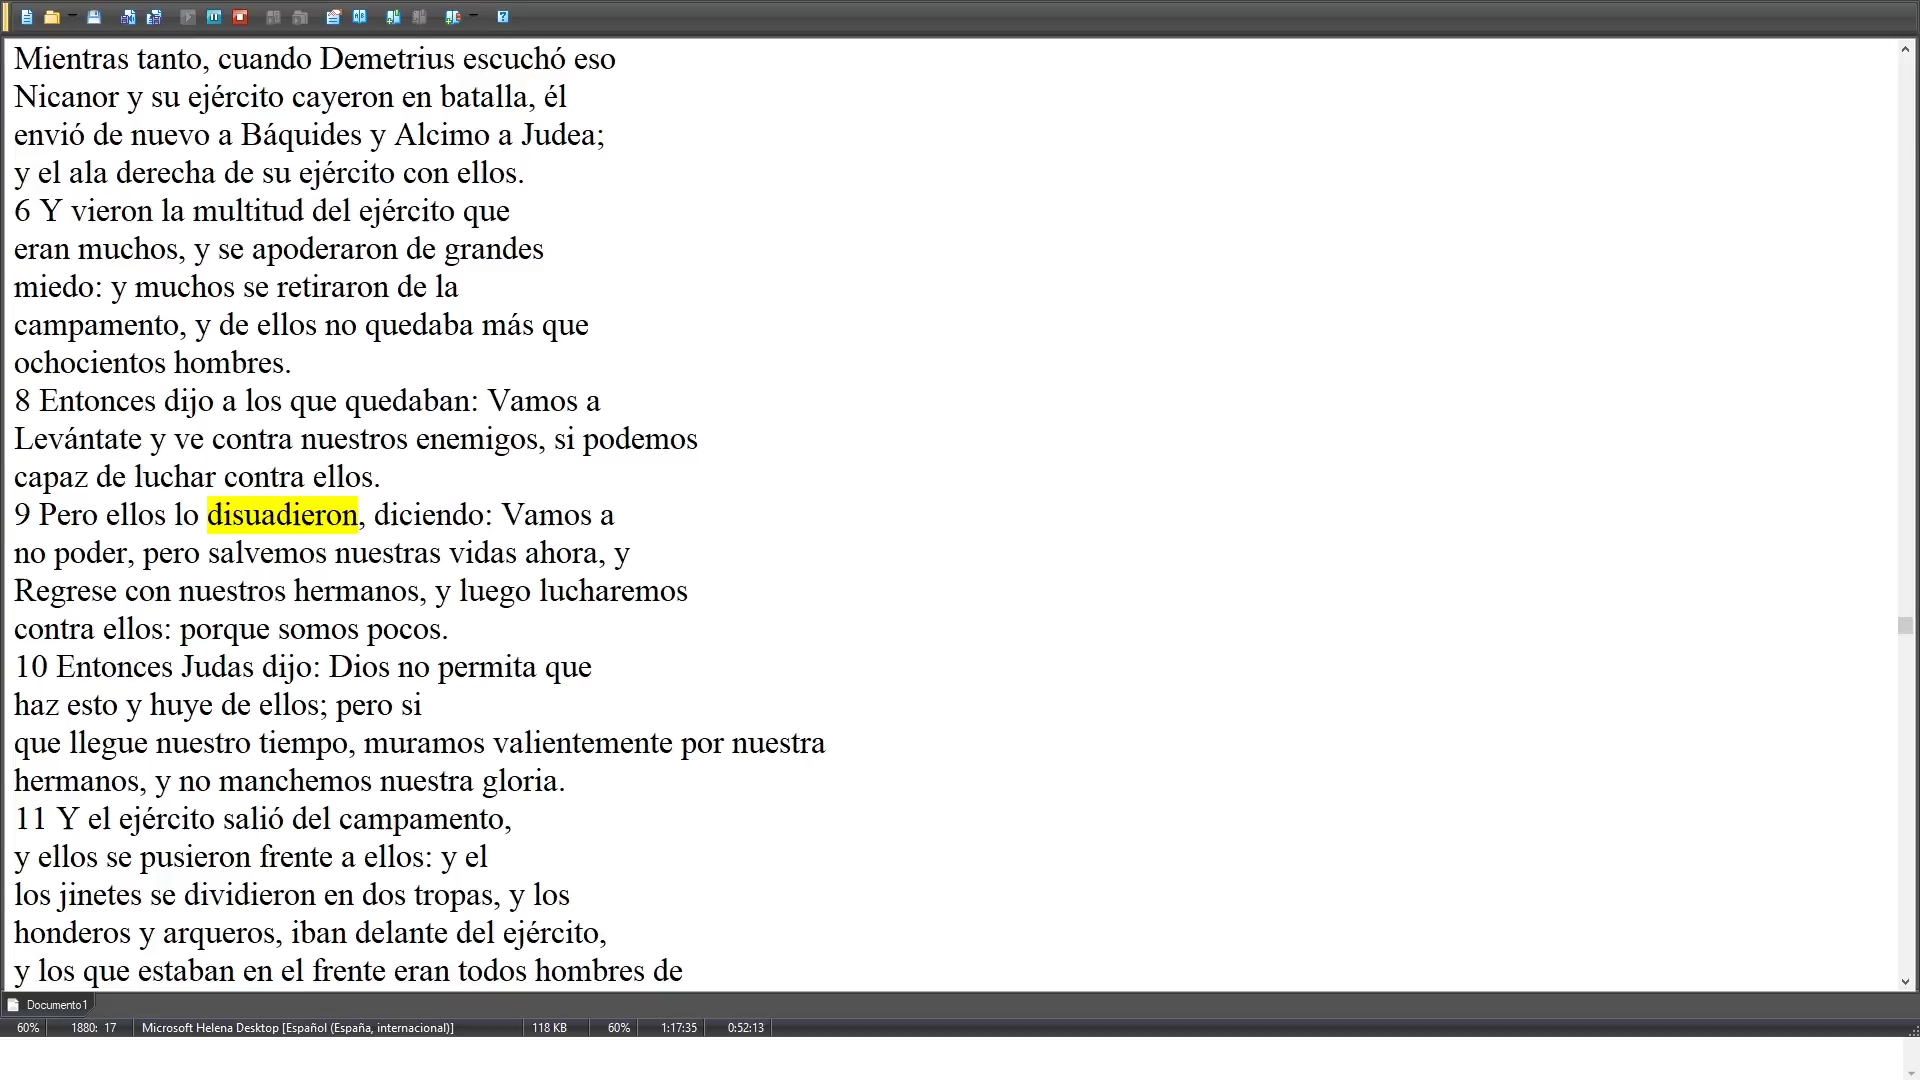 Mientras tanto, cuando Demetrius escuchó eso
Nicanor y su ejército cayeron en batalla, él
envió de nuevo a Báquides y Alcimo a Judea;
y el ala derecha de su ejército con ellos.
6 Y vieron la multitud del ejército que
eran muchos, y se apoderaron de grandes
miedo: y muchos se retiraron de la
campamento, y de ellos no quedaba más que
ochocientos hombres.
8 Entonces dijo a los que quedaban: Vamos a
Levántate y ve contra nuestros enemigos, si podemos
capaz de luchar contra ellos.
9 Pero ellos lo disuadieron, diciendo: Vamos a
no poder, pero salvemos nuestras vidas ahora, y
Regrese con nuestros hermanos, y luego lucharemos
contra ellos: porque somos pocos.
10 Entonces Judas dijo: Dios no permita que
haz esto y huye de ellos; pero si
que llegue nuestro tiempo, muramos valientemente por nuestra
hermanos, y no manchemos nuestra gloria.
11 Y el ejército salió del campamento,
y ellos se pusieron frente a ellos: y el
los jinetes se dividieron en dos tropas, y los
honderos y arqueros, iban delante del ejército,
y los que estaban en el frente eran todos hombres de
Documento1
60% 1880: 17 Microsoft Helena Desktop [Español (España, internacional)] 118 KB 60% 1:17:35 0:52:13